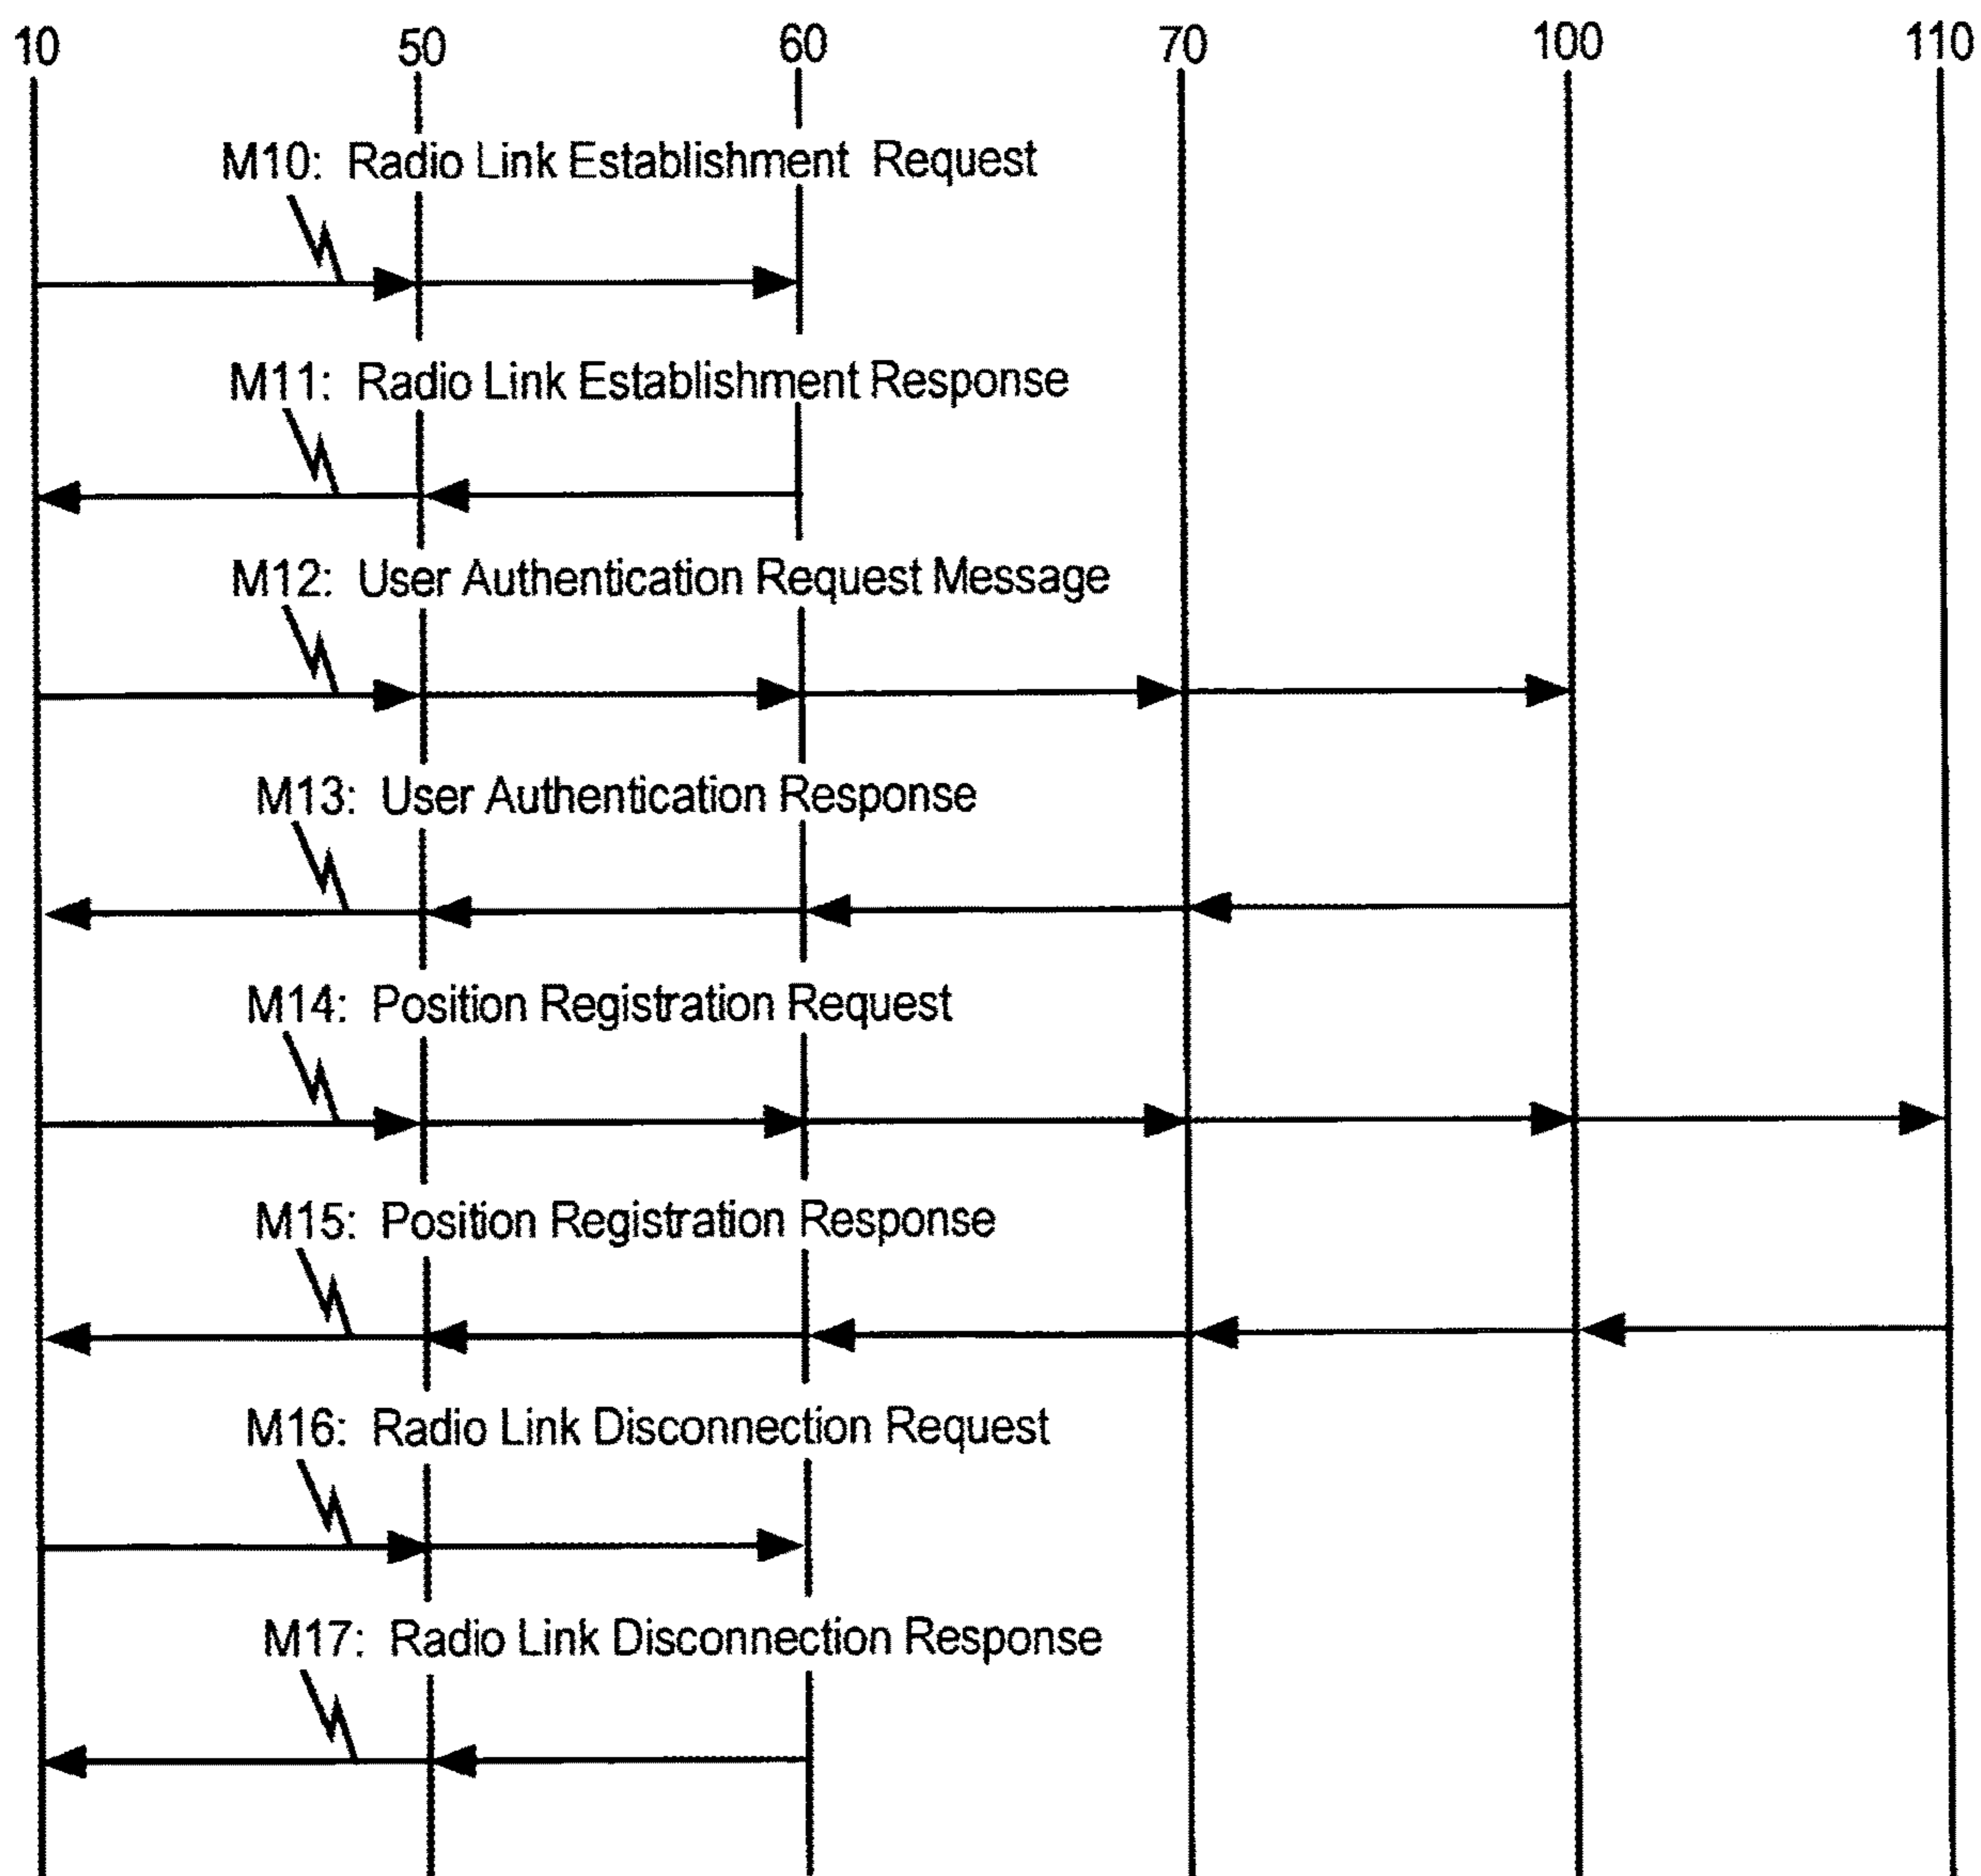 10 50 60 70 100 110
M10: Radio Link Establishment Request
M11: Radio Link Establishment Response
M12: User Authentication Request Message
M13: User Authentication Response
M14: Position Registration Request
M15: Position Registration Response
M16: Radio Link Disconnection Request
M17: Radio Link Disconnection Response